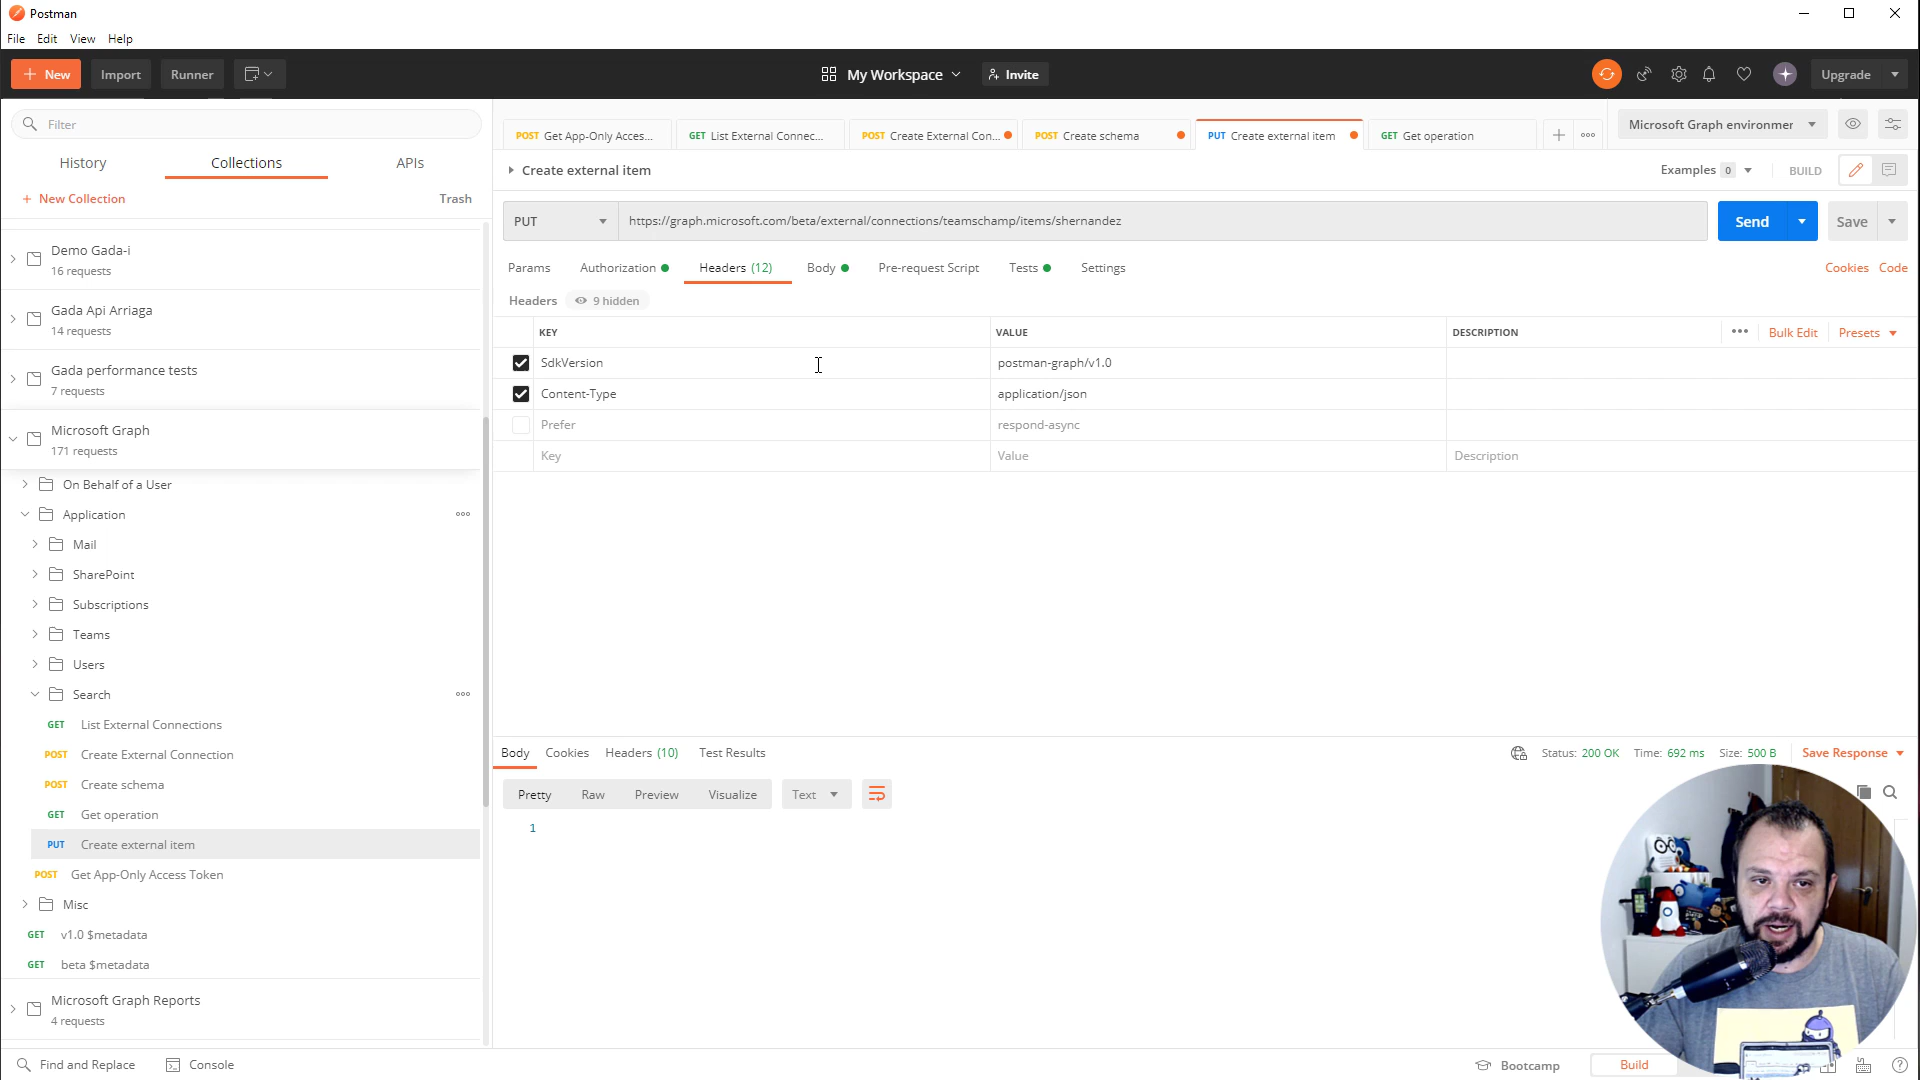 Postman
File Edit View Help
+ New Import Runner My Workspace Invite Upgrade
Filter
History Collections APIs
+ New Collection Trash
Demo Gada-i
16 requests
Gada Api Arriaga
14 requests
Gada performance tests
7 requests
Microsoft Graph
171 requests
On Behalf of a User
Application
Mail
SharePoint
Subscriptions
Teams
Users
Search
GET List External Connections
POST Create External Connection
POST Create schema
GET Get operation
PUT Create external item
POST Get App-Only Access Token
Misc
GET v1.0 $metadata
GET beta $metadata
Microsoft Graph Reports
4 requests
POST Get App-Only Acces... GET List External Connec... POST Create External Con... POST Create schema PUT Create external item GET Get operation + Microsoft Graph environmer
Create external item Examples 0 BUILD
PUT https://graph.microsoft.com/beta/external/connections/teamschamp/items/shernandez Send Save
Params Authorization Headers (12) Body Pre-request Script Tests Settings Cookies Code
Headers 9 hidden
KEY VALUE DESCRIPTION Bulk Edit Presets
SdkVersion postman-graph/v1.0
Content-Type application/json
Prefer respond-async
Key Value Description
Body Cookies Headers (10) Test Results Status: 200 OK Time: 692 ms Size: 500 B Save Response
Pretty Raw Preview Visualize Text
1
Find and Replace Console Bootcamp Build